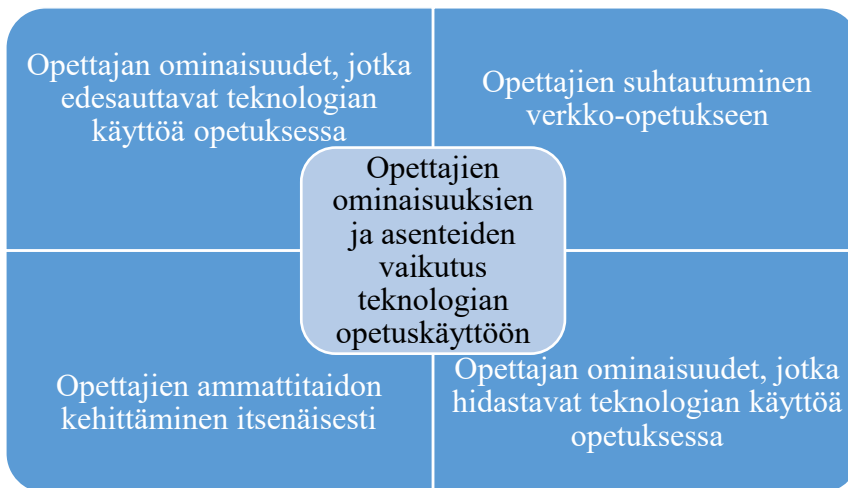 Opettajan ominaisuudet, jotka
edesauttavat teknologian
käyttöä opetuksessa
Opettajien suhtautuminen
verkko-opetukseen
Opettajien
ominaisuuksien
ja asenteiden
vaikutus
teknologian
opetuskäyttöön
Opettajien ammattitaidon
kehittäminen itsenäisesti
Opettajan ominaisuudet, jotka
hidastavat teknologian käyttöä
opetuksessa